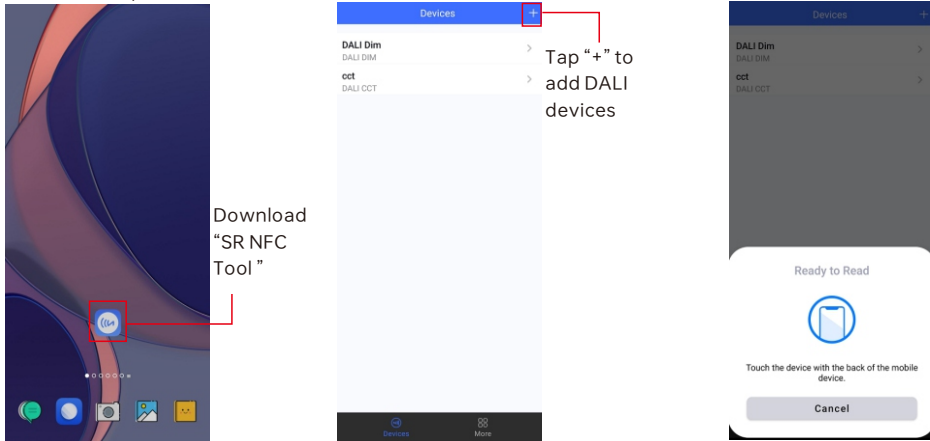 Download
“SR NFC
Tool ”
Devices
+
DALI Dim
DALI DIM
cct
DALI CCT
Devices
More
Tap “+” to
add DALI
devices
Devices
+
DALI Dim
DALI DIM
cct
DALI CCT
Ready to Read
Touch the device with the back of the mobile
device.
Cancel